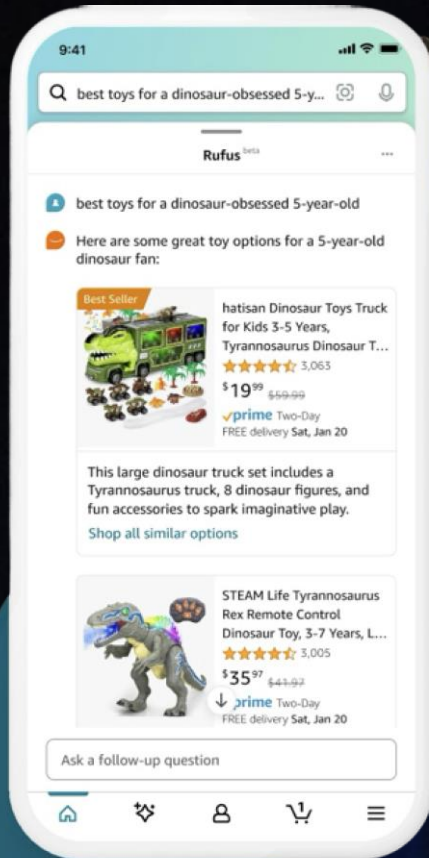 9:41
best toys for a dinosaur-obsessed 5-y...
Rufus beta
...
best toys for a dinosaur-obsessed 5-year-old
Here are some great toy options for a 5-year-old
dinosaur fan:
Best Seller
hatisan Dinosaur Toys Truck
for Kids 3-5 Years,
Tyrannosaurus Dinosaur T...
3,063
$1999 $59.99
prime Two-Day
FREE delivery Sat, Jan 20
This large dinosaur truck set includes a
Tyrannosaurus truck, 8 dinosaur figures, and
fun accessories to spark imaginative play.
Shop all similar options
STEAM Life Tyrannosaurus
Rex Remote Control
Dinosaur Toy, 3-7 Years, L...
3,005
$3597 $41.97
prime Two-Day
FREE delivery Sat, Jan 20
Ask a follow-up question
1